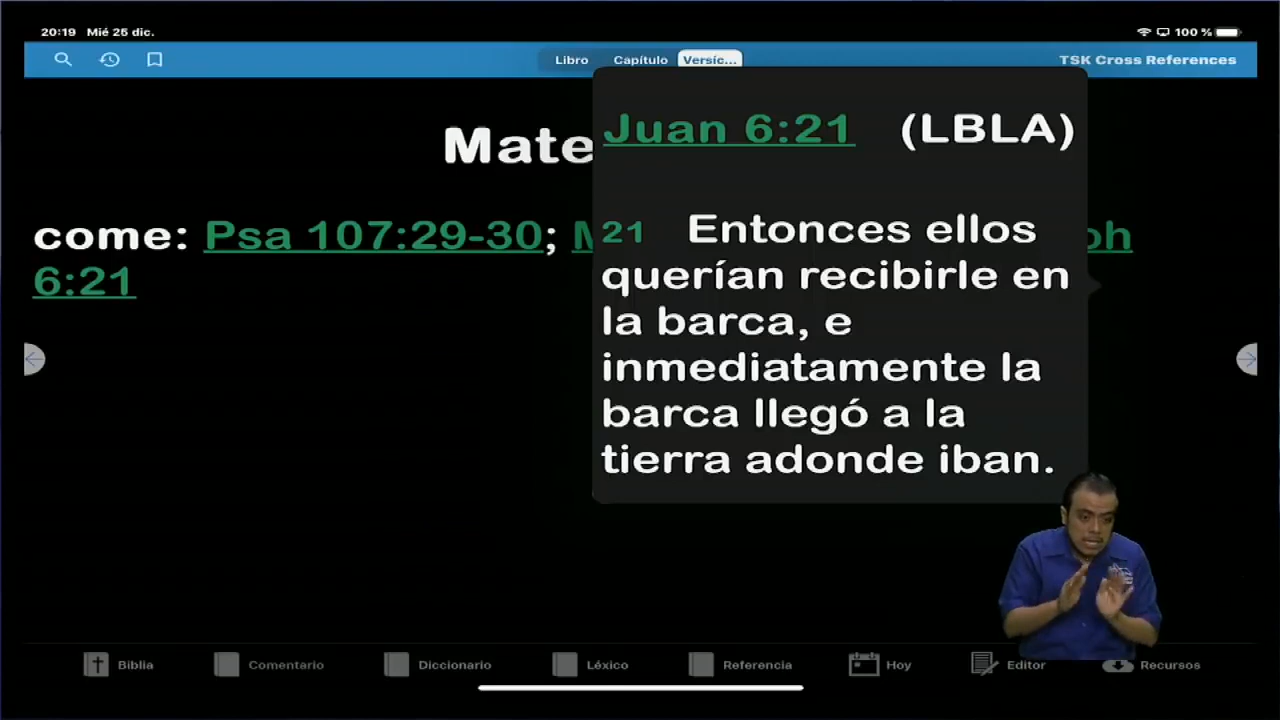 20:19 Mié 25 dic.
100 %
Libro Capítulo Versíc... TSK Cross References
Mate
Juan 6:21 (LBLA)
come: Psa 107:29-30; M oh
6:21
21 Entonces ellos
querían recibirle en
la barca, e
inmediatamente la
barca llegó a la
tierra adonde iban.
Biblia Comentario Diccionario Léxico Referencia Hoy Editor Recursos